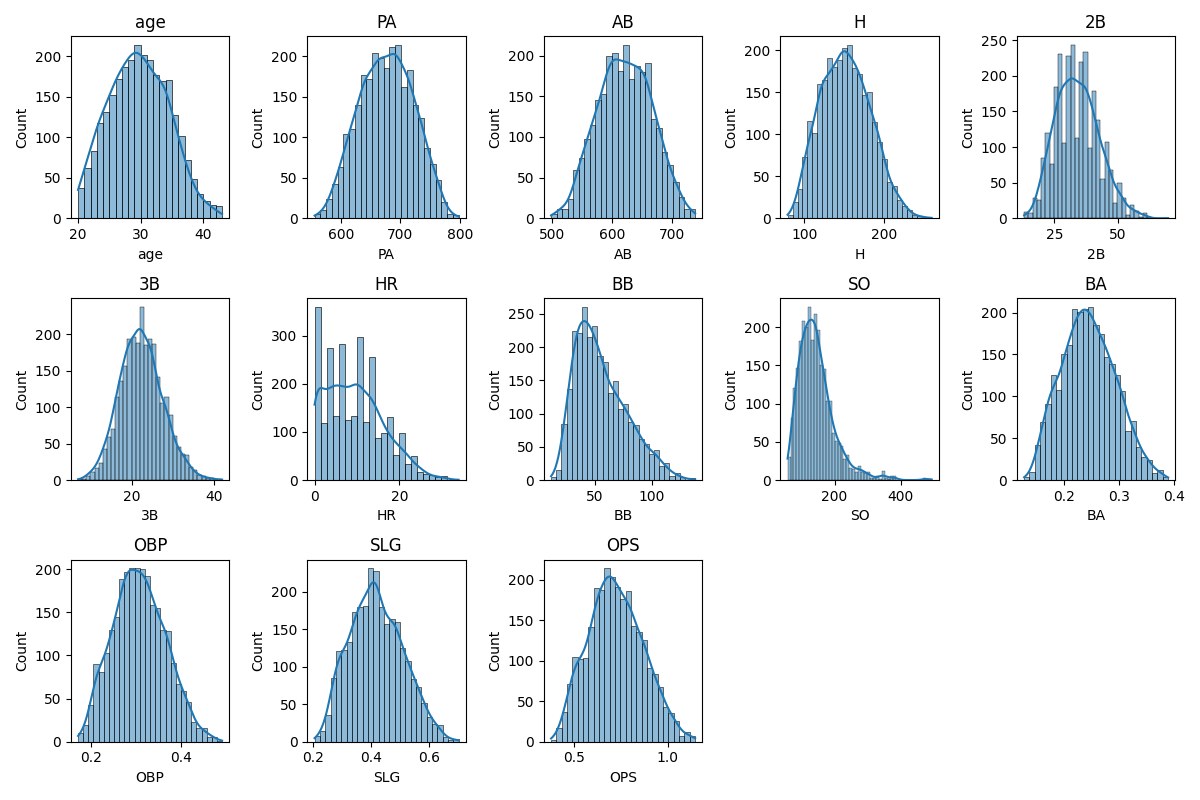 age PA AB H 2B
200 200 200 200 250
150 150 150 150 200
100 100 100 100 150
50 50 50 50 100
0 0 0 0 50
0
Count Count Count Count Count
20 30 40 600 700 800 500 600 700 100 200 25 50
age PA AB H 2B
3B HR BB SO BA
200 300 250 200 200
150 200 200 150 150
100 100 150 100 100
50 0 100 50 50
0 50 0 0
0
Count Count Count Count Count
20 40 0 20 50 100 200 400 0.2 0.3 0.4
3B HR BB SO BA
OBP SLG OPS
200 200 200
150 150 150
100 100 100
50 50 50
0 0 0
Count Count Count
0.2 0.4 0.2 0.4 0.6 0.5 1.0
OBP SLG OPS